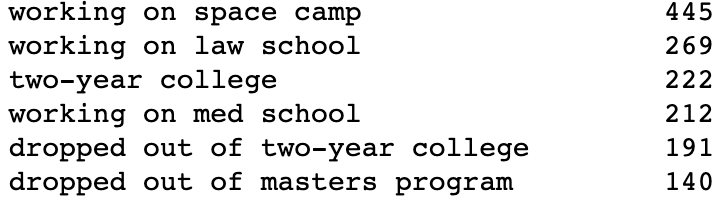 working on space camp 445
working on law school 269
two-year college 222
working on med school 212
dropped out of two-year college 191
dropped out of masters program 140